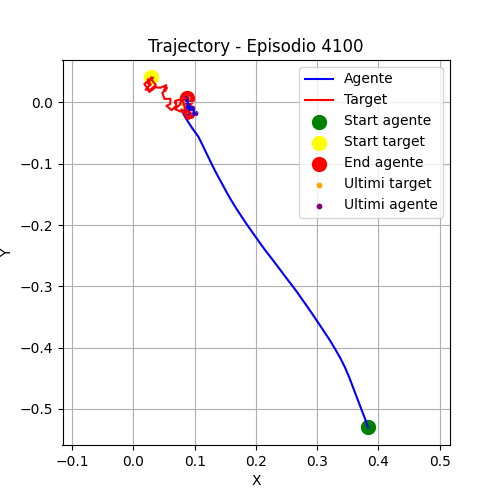 Trajectory - Episodio 4100
Agente
Target
Start agente
Start target
End agente
Ultimi target
Ultimi agente
0.0
−0.1
−0.2
−0.3
−0.4
−0.5
Y
−0.1
0.0
0.1
0.2
0.3
0.4
0.5
X